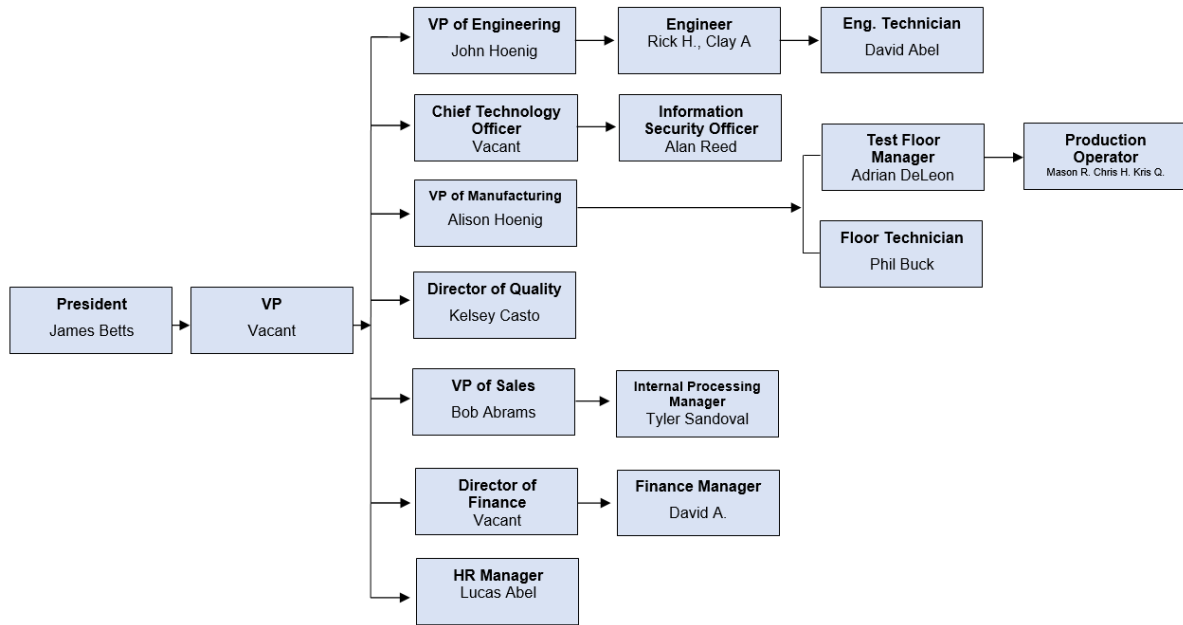 VP of Engineering
John Hoenig
Engineer
Rick H., Clay A
Eng. Technician
David Abel
Chief Technology
Officer
Vacant
Information
Security Officer
Alan Reed
Test Floor
Manager
Adrian DeLeon
Production
Operator
Mason R. Chris H. Kris Q.
VP of Manufacturing
Alison Hoenig
Floor Technician
Phil Buck
President
James Betts
VP
Vacant
Director of Quality
Kelsey Casto
VP of Sales
Bob Abrams
Internal Processing
Manager
Tyler Sandoval
Director of
Finance
Vacant
Finance Manager
David A.
HR Manager
Lucas Abel